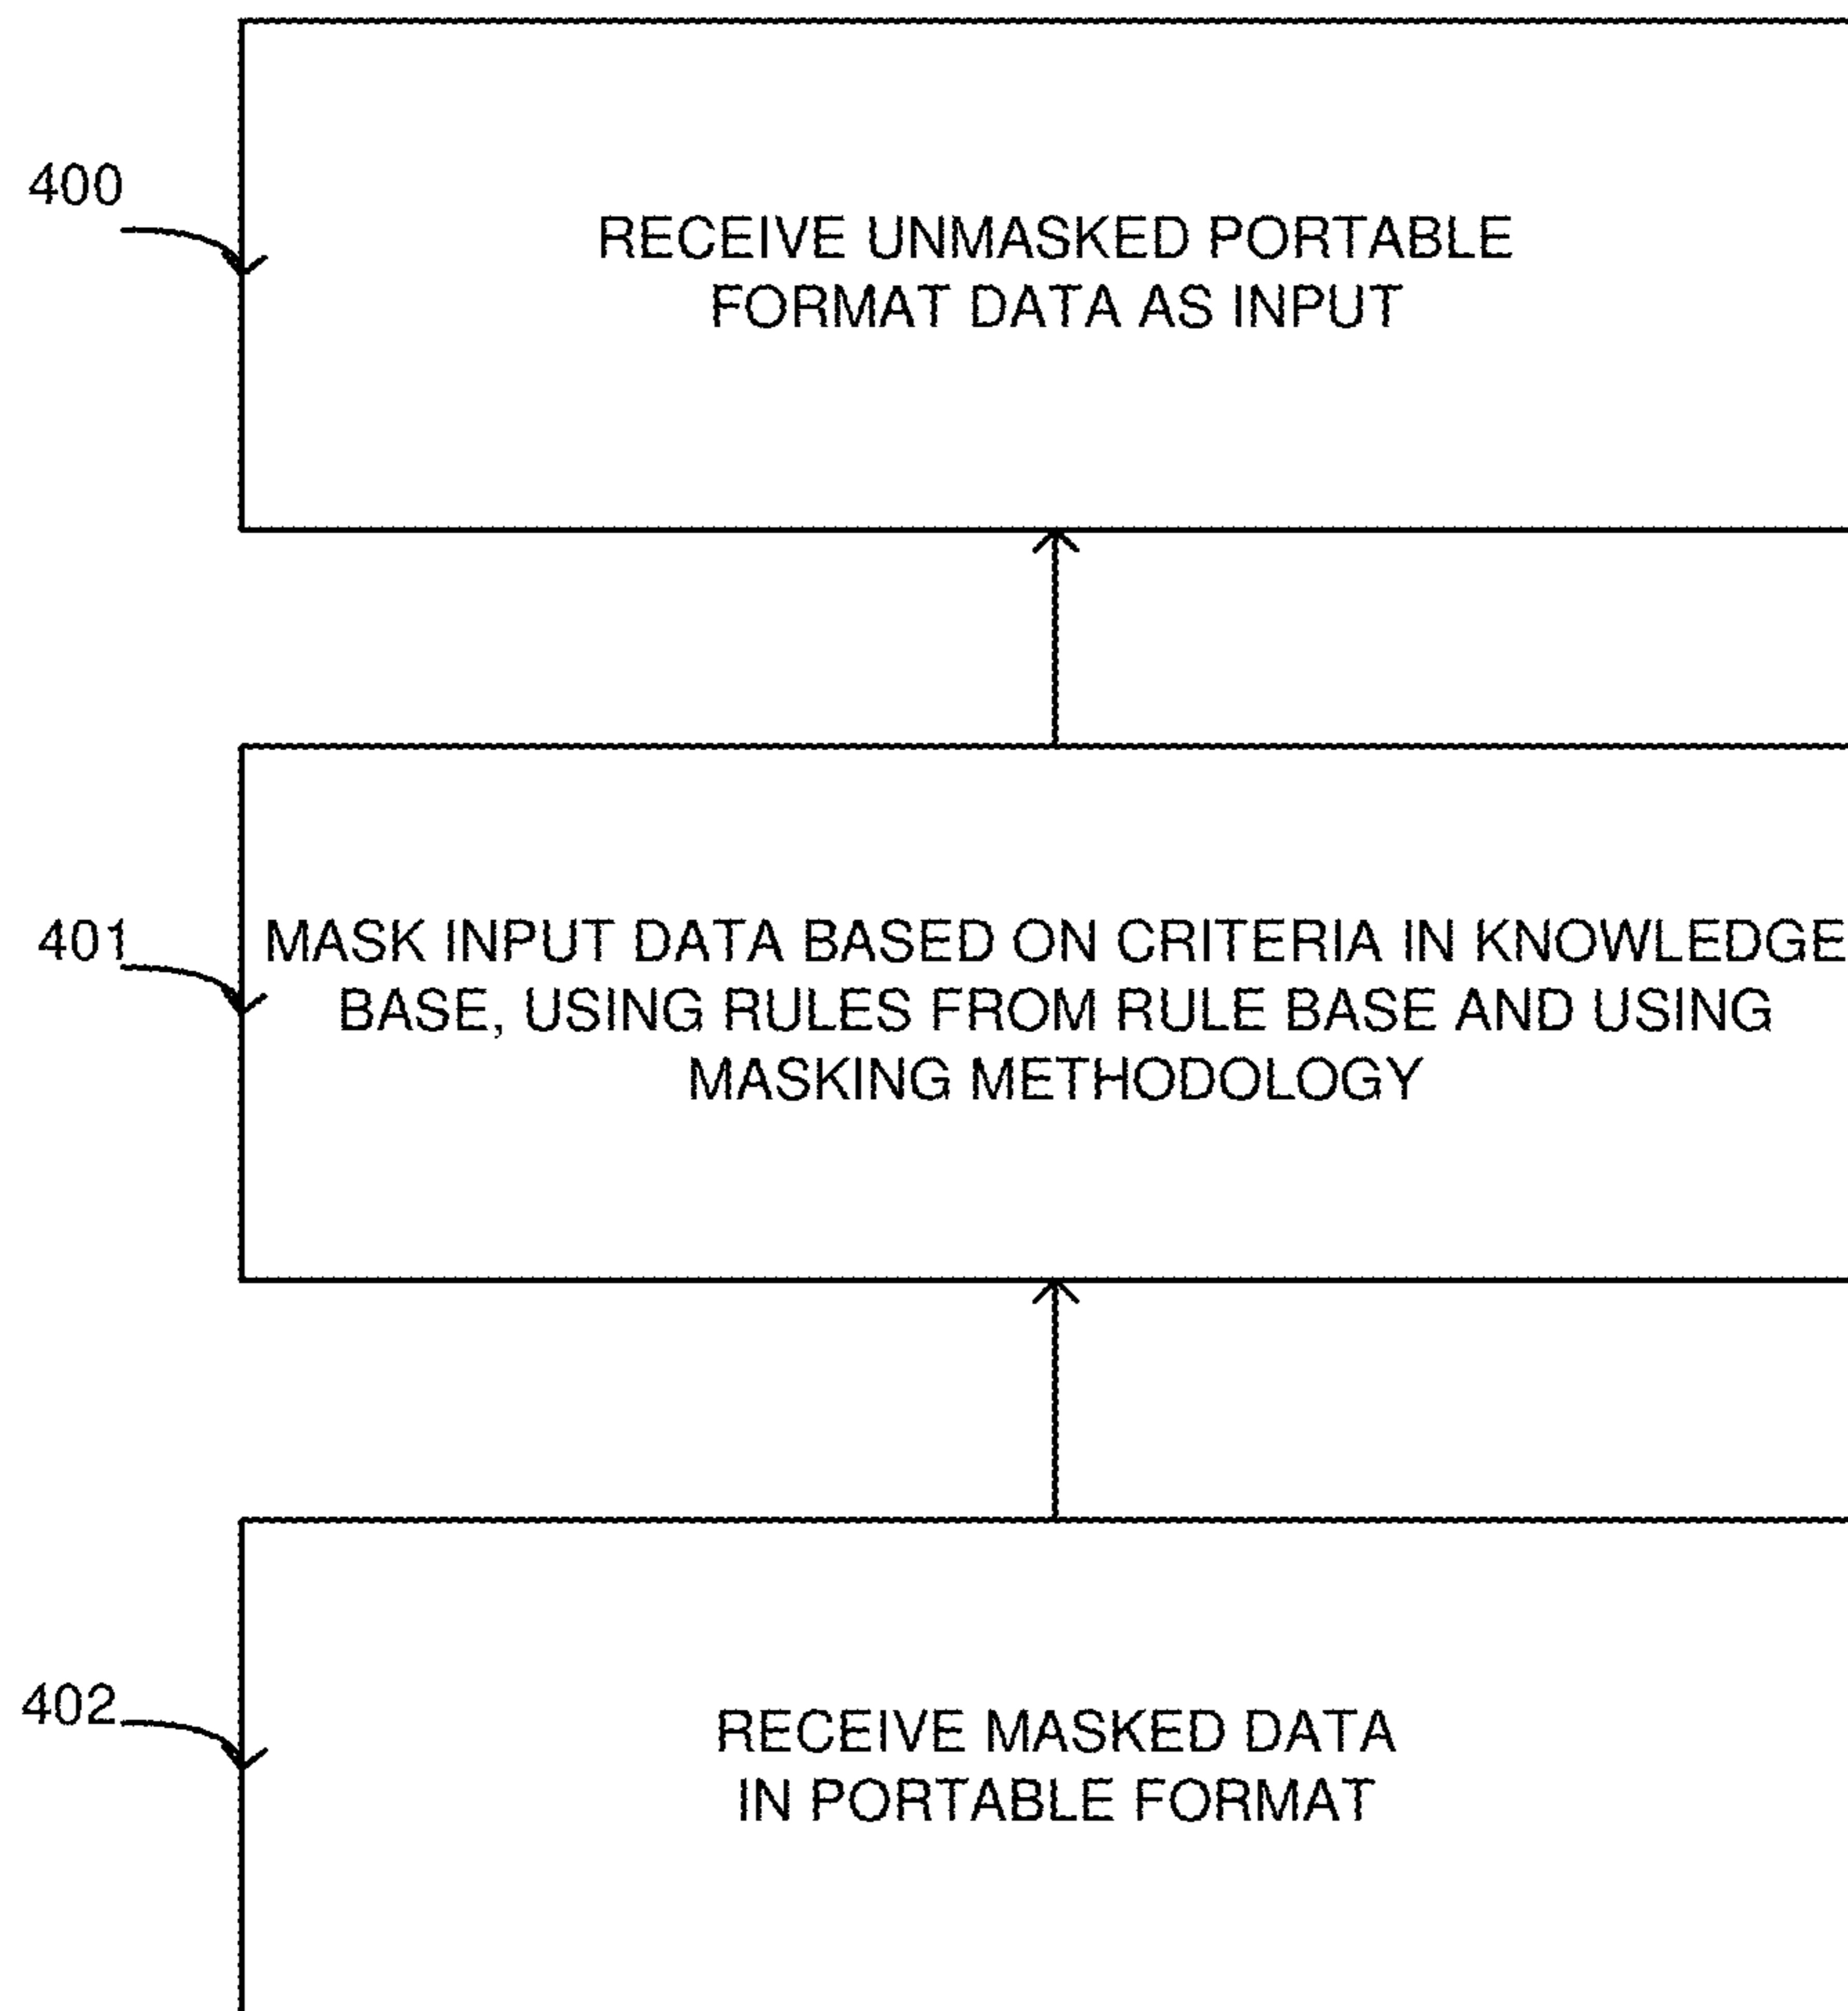 400
RECEIVE UNMASKED PORTABLE
FORMAT DATA AS INPUT
401
MASK INPUT DATA BASED ON CRITERIA IN KNOWLEDGE
BASE, USING RULES FROM RULE BASE AND USING
MASKING METHODOLOGY
402
RECEIVE MASKED DATA
IN PORTABLE FORMAT